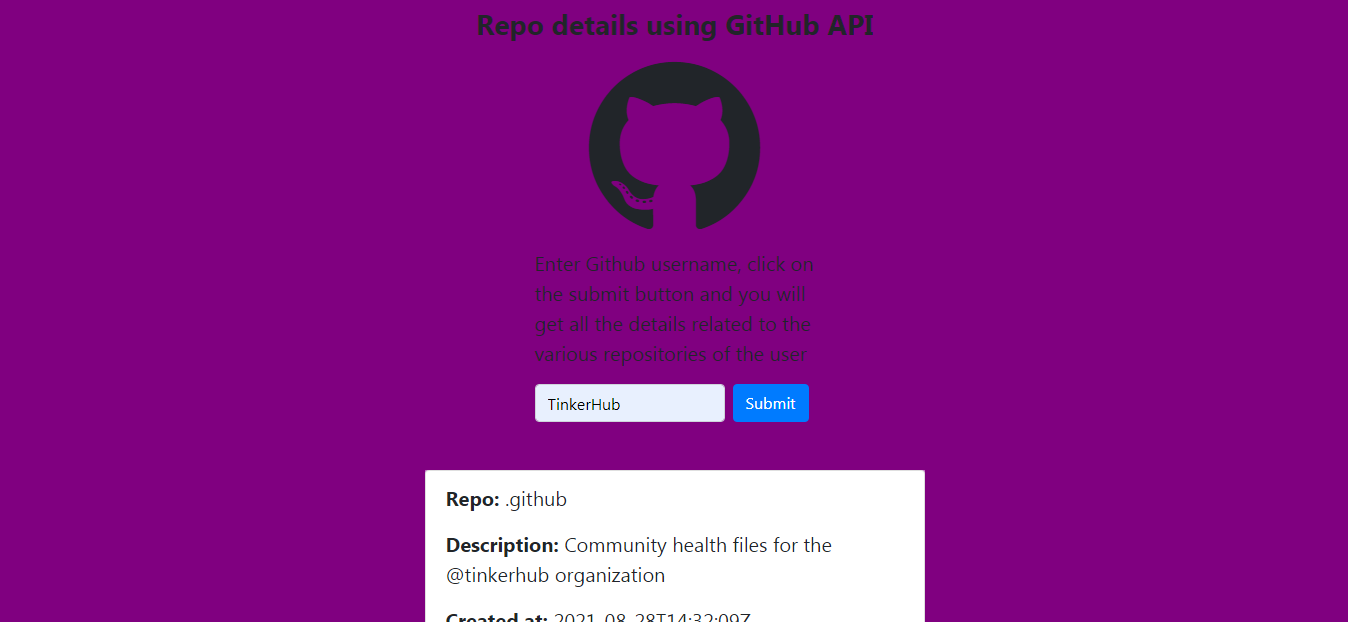 Repo details using GitHub API
Enter Github username, click on
the submit button and you will
get all the details related to the
various repositories of the user
TinkerHub
Submit
Repo: .github
Description: Community health files for the
@tinkerhub organization
Created at: 2021-08-28T14:32:09Z